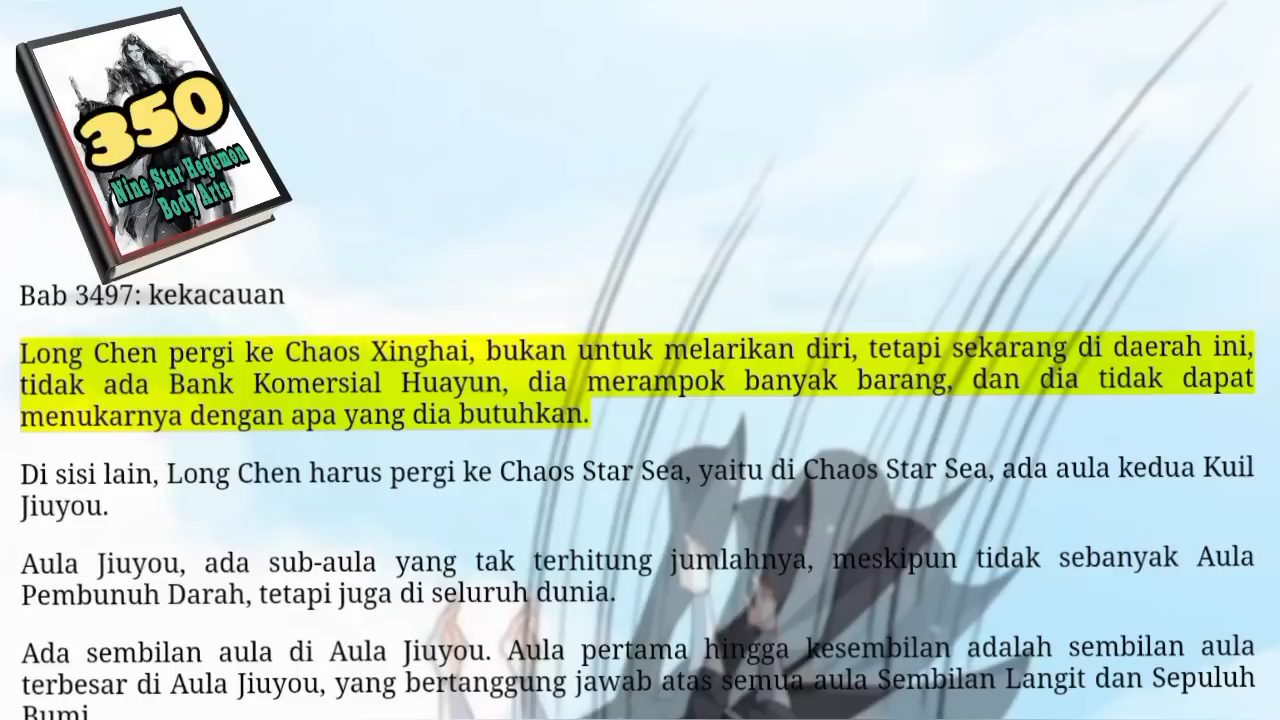 350
Nine Star Hegemon
Body Arts
Bab 3497: kekacauan
Long Chen pergi ke Chaos Xinghai, bukan untuk melarikan diri, tetapi sekarang di daerah ini,
tidak ada Bank Komersial Huayun, dia merampok banyak barang, dan dia tidak dapat
menukarnya dengan apa yang dia butuhkan.
Di sisi lain, Long Chen harus pergi ke Chaos Star Sea, yaitu di Chaos Star Sea, ada aula kedua Kuil
Jiuyou.
Aula Jiuyou, ada sub-aula yang tak terhitung jumlahnya, meskipun tidak sebanyak Aula
Pembunuh Darah, tetapi juga di seluruh dunia.
Ada sembilan aula di Aula Jiuyou. Aula pertama hingga kesembilan adalah sembilan aula
terbesar di Aula Jiuyou, yang bertanggung jawab atas semua aula Sembilan Langit dan Sepuluh
Bumi